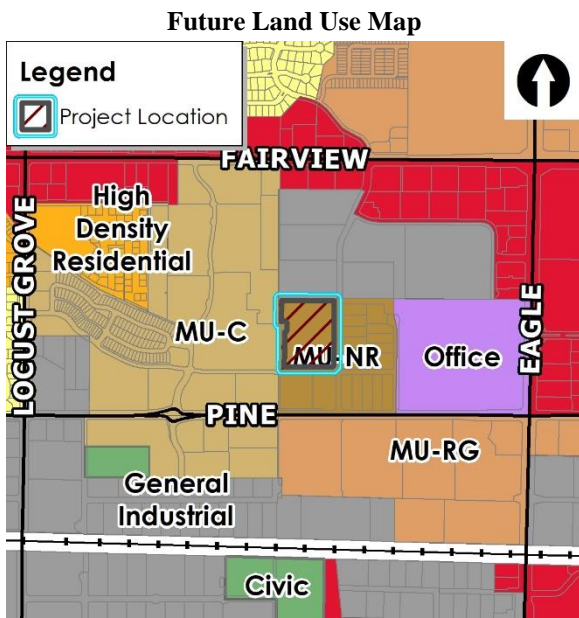 Future Land Use Map
Legend
Project Location
FAIRVIEW
High
Density
Residential
LOCUST GROVE
MU-C
MU-NR
Office
EAGLE
PINE
MU-RG
General
Industrial
Civic